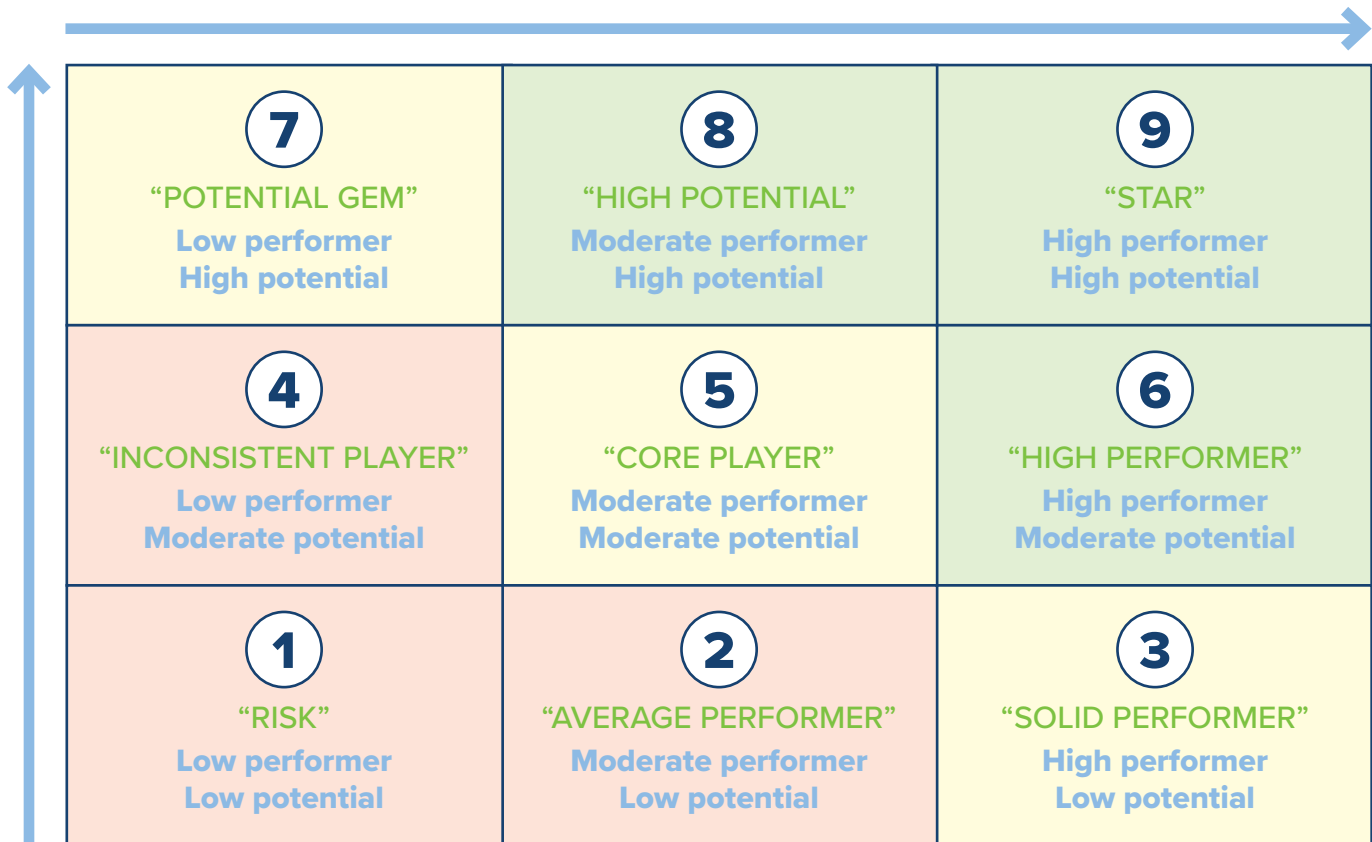 7
“POTENTIAL GEM”
Low performer
High potential
8
“HIGH POTENTIAL”
Moderate performer
High potential
9
“STAR”
High performer
High potential
4
“INCONSISTENT PLAYER”
Low performer
Moderate potential
5
“CORE PLAYER”
Moderate performer
Moderate potential
6
“HIGH PERFORMER”
High performer
Moderate potential
1
“RISK”
Low performer
Low potential
2
“AVERAGE PERFORMER”
Moderate performer
Low potential
3
“SOLID PERFORMER”
High performer
Low potential